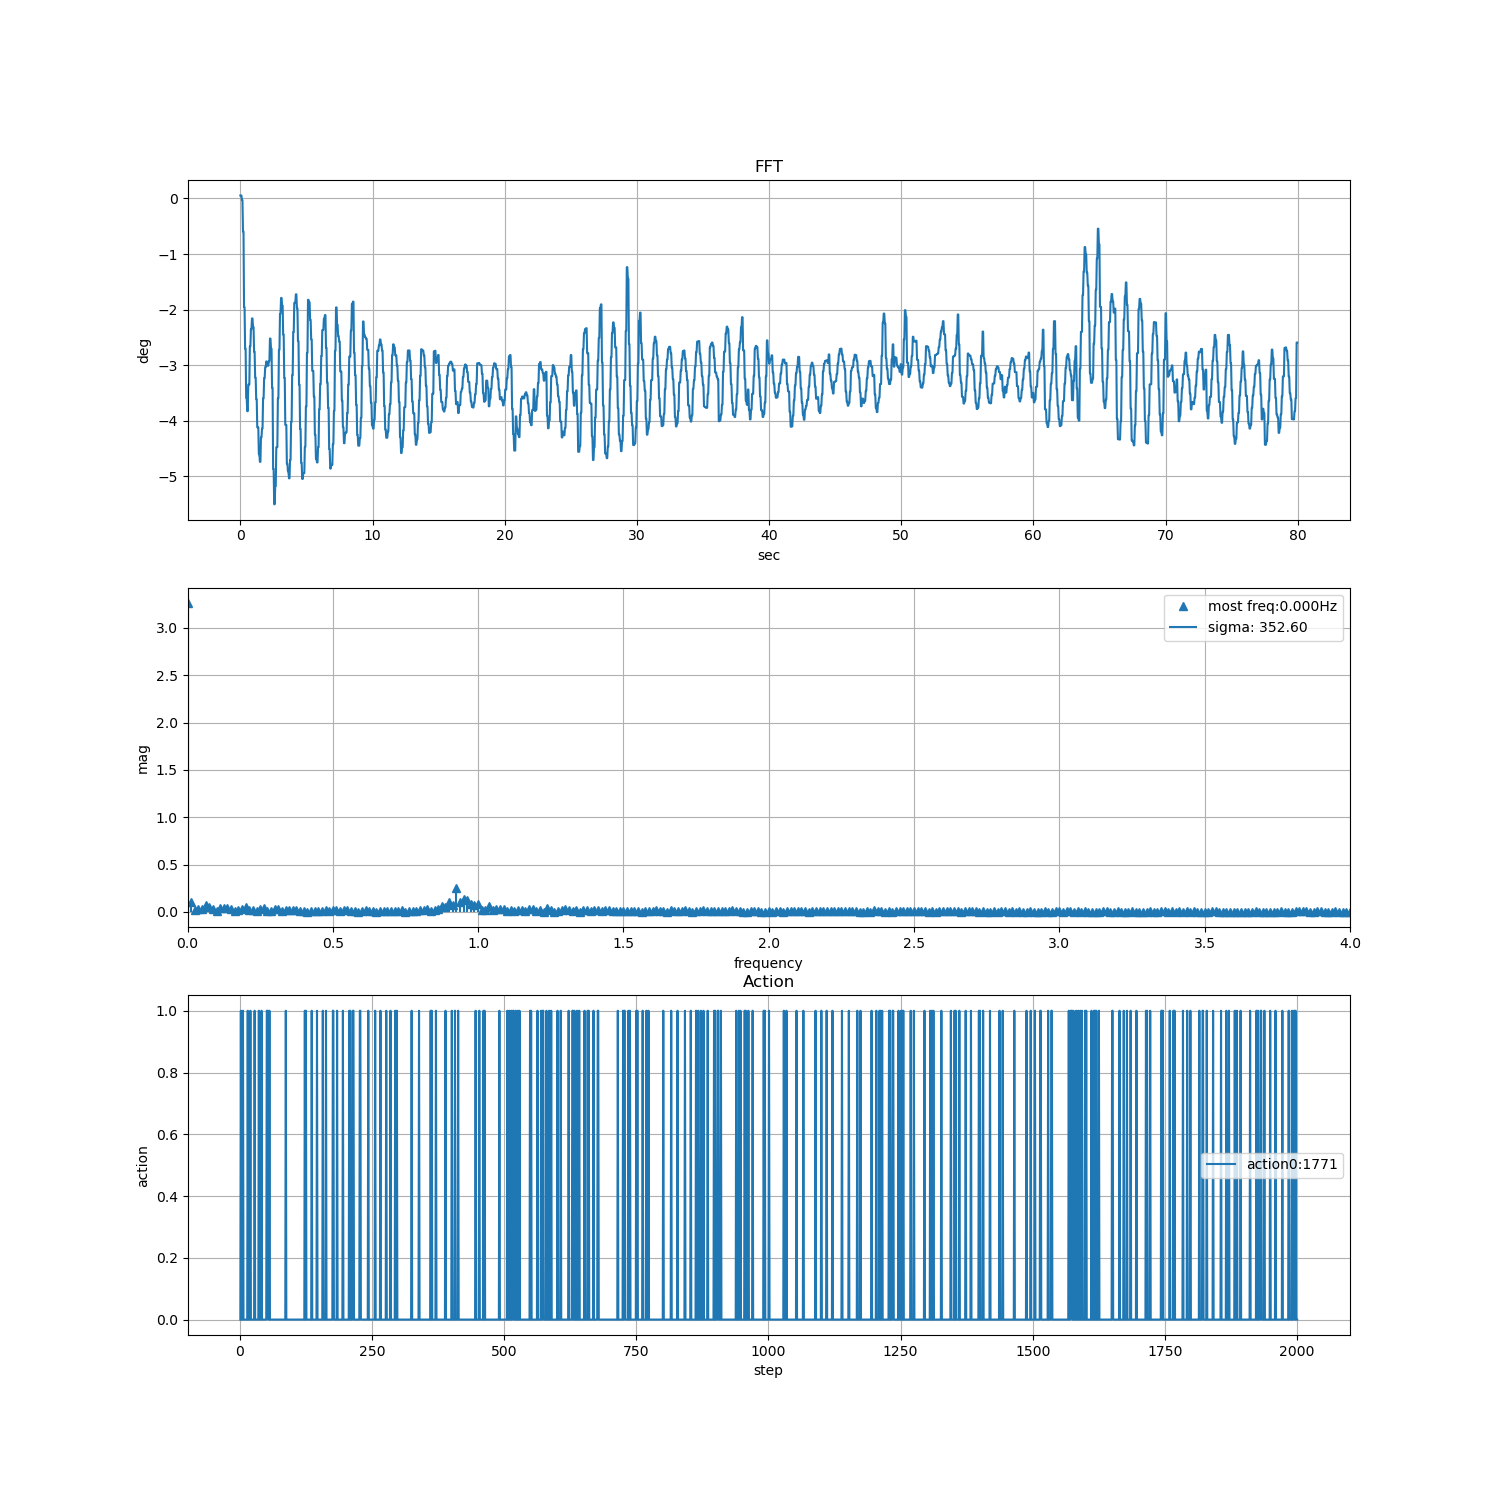 FFT
0
−1
−2
−3
−4
−5
deg
0 10 20 30 40 50 60 70 80
sec
most freq:0.000Hz
sigma: 352.60
3.0
2.5
2.0
1.5
1.0
0.5
0.0
mag
0.0 0.5 1.0 1.5 2.0 2.5 3.0 3.5 4.0
frequency
Action
1.0
0.8
0.6
0.4
0.2
0.0
action
action0:1771
0 250 500 750 1000 1250 1500 1750 2000
step